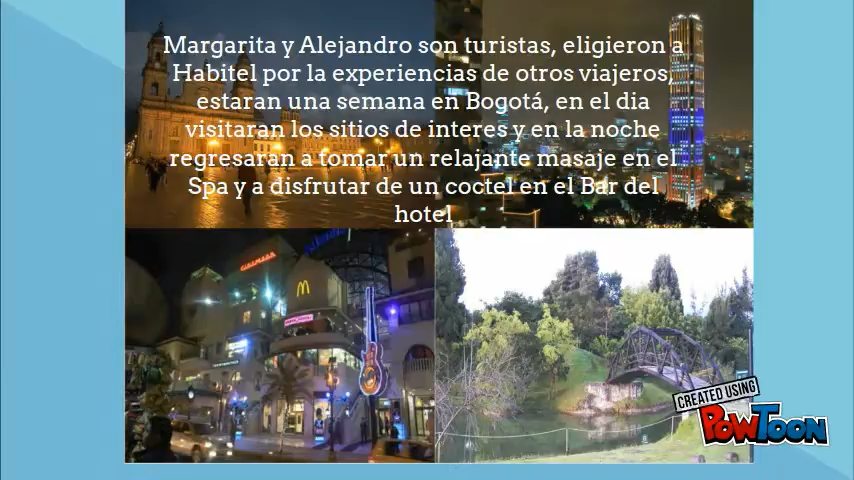 Margarita y Alejandro son turistas, eligieron a
Habitel por la experiencias de otros viajeros,
estaran una semana en Bogotá, en el dia
visitaran los sitios de interes y en la noche
regresaran a tomar un relajante masaje en el
Spa y a disfrutar de un coctel en el Bar del
hotel
CINEMARK
CREATED USING
POWTOON